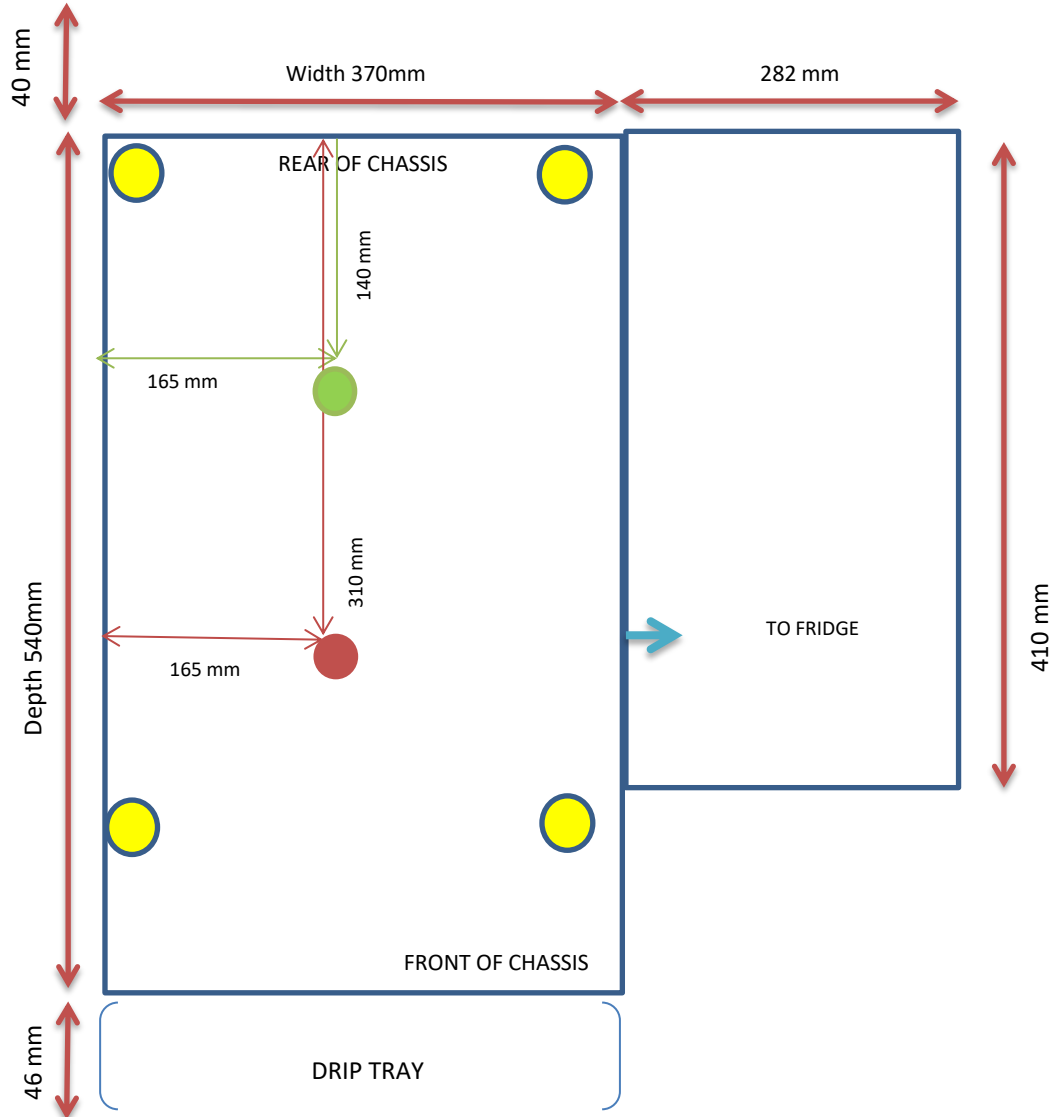 40 mm
Width 370mm
282 mm
REAR OF CHASSIS
140 mm
165 mm
310 mm
165 mm
Depth 540mm
TO FRIDGE
410 mm
FRONT OF CHASSIS
46 mm
DRIP TRAY